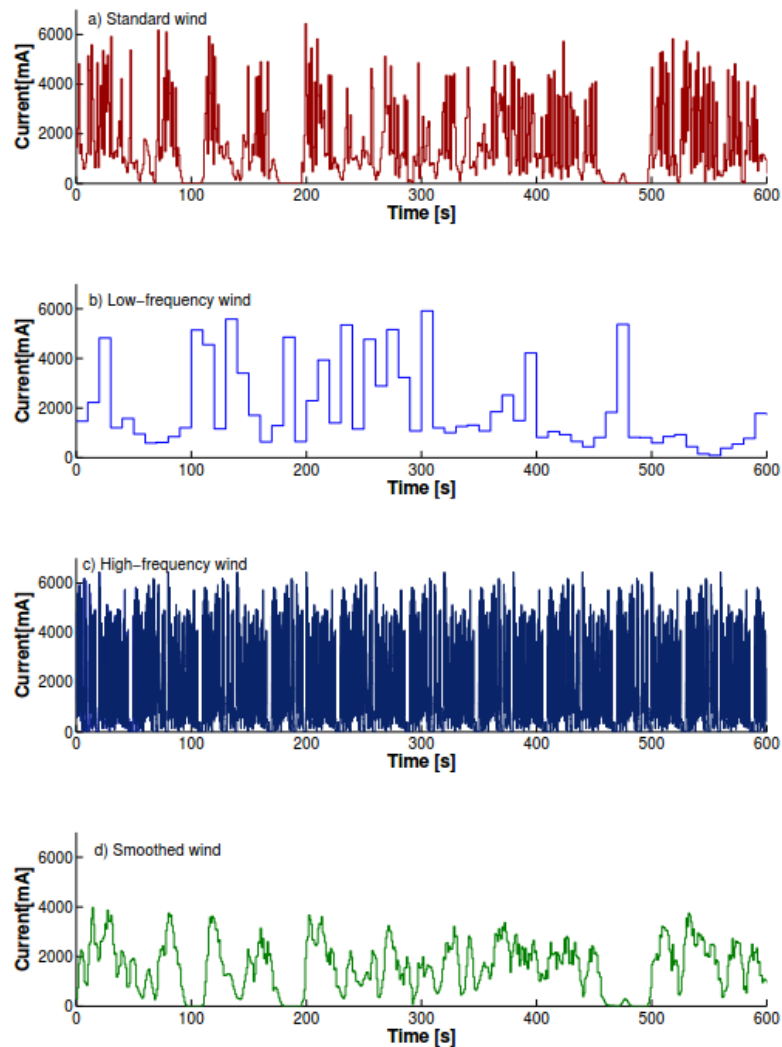 a) Standard wind
Current[mA]
6000
4000
2000
0
0 100 200 300 400 500 600
Time [s]
b) Low−frequency wind
Current[mA]
6000
4000
2000
0
0 100 200 300 400 500 600
Time [s]
c) High−frequency wind
Current[mA]
6000
4000
2000
0
0 100 200 300 400 500 600
Time [s]
d) Smoothed wind
Current[mA]
6000
4000
2000
0
0 100 200 300 400 500 600
Time [s]